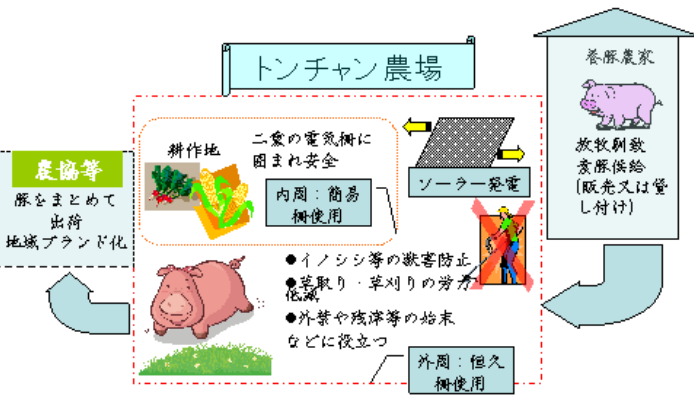 トンチャン農場
養豚農家
放牧馴致
素豚供給
(販売又は貸
し付け)
耕作地
二重の電気柵に
囲まれ安全
内周：簡易
柵使用
ソーラー発電
農協等
豚をまとめて
出荷
地域ブランド化
●イノシシ等の獣害防止
●草取り・草刈りの労力
低減
●外葉や残渣等の始末
などに役立つ
外周：恒久
柵使用